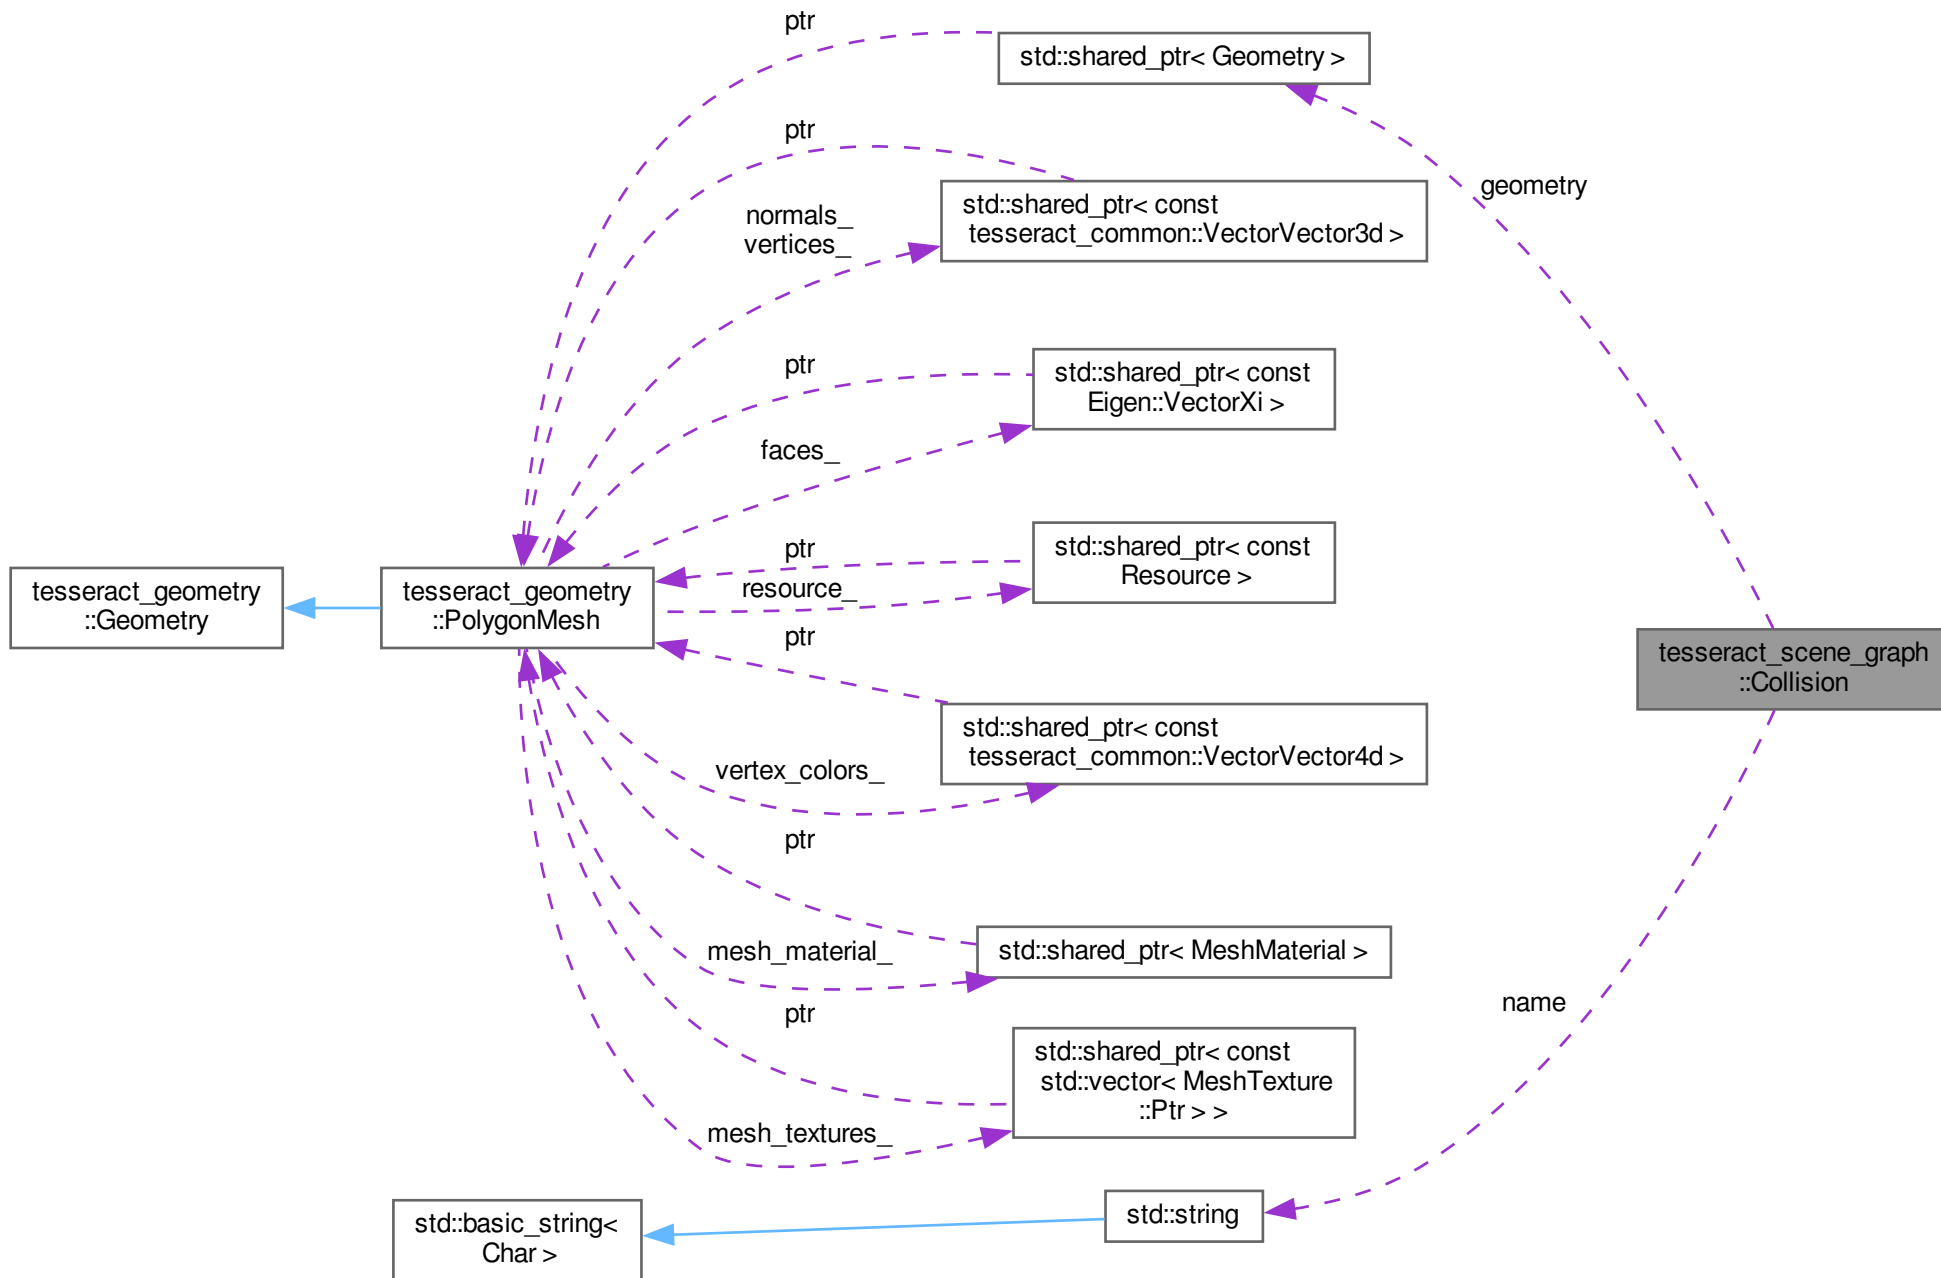 ptr
std::shared_ptr< Geometry >
ptr
geometry
std::shared_ptr< const
tesseract_common::VectorVector3d >
normals_
vertices_
ptr
std::shared_ptr< const
Eigen::VectorXi >
faces_
ptr
std::shared_ptr< const
Resource >
resource_
tesseract_geometry
::Geometry
tesseract_geometry
::PolygonMesh
ptr
tesseract_scene_graph
::Collision
std::shared_ptr< const
tesseract_common::VectorVector4d >
vertex_colors_
ptr
mesh_material_
std::shared_ptr< MeshMaterial >
ptr
name
std::shared_ptr< const
std::vector< MeshTexture
::Ptr > >
mesh_textures_
std::basic_string<
Char >
std::string